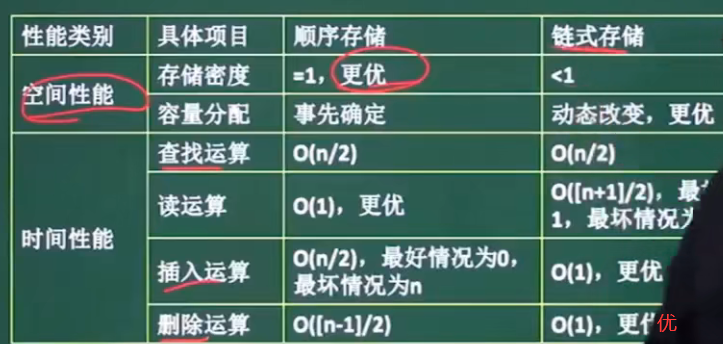 性能类别 具体项目 顺序存储 链式存储
空间性能 存储密度 =1，更优 <1
容量分配 事先确定 动态改变，更优
时间性能 查找运算 O(n/2) O(n/2)
读运算 O(1)，更优 O([n+1]/2)，最
1，最坏情况为
插入运算 O(n/2)，最好情况为0，
最坏情况为n O(1)，更优
删除运算 O([n-1]/2) O(1)，更优